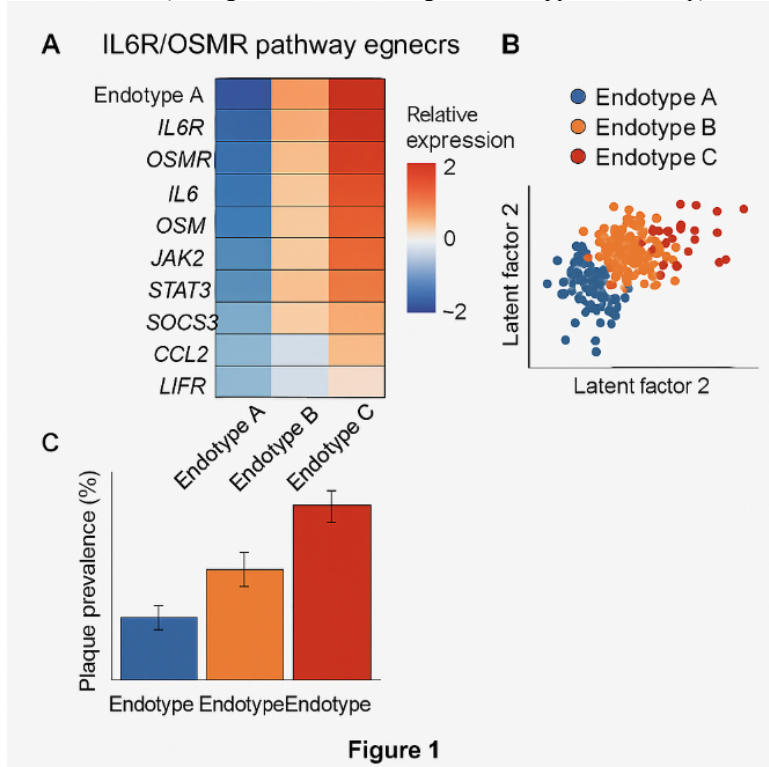 A IL6R/OSMR pathway egnecrs
Endotype A
IL6R
OSMR
IL6
OSM
JAK2
STAT3
SOCS3
CCL2
LIFR
Endotype A
Endotype B
Endotype C
Relative
expression
2
0
−2
B
Endotype A
Endotype B
Endotype C
Latent factor 2
Latent factor 2
C
Plaque prevalence (%)
Endotype Endotype Endotype
Figure 1